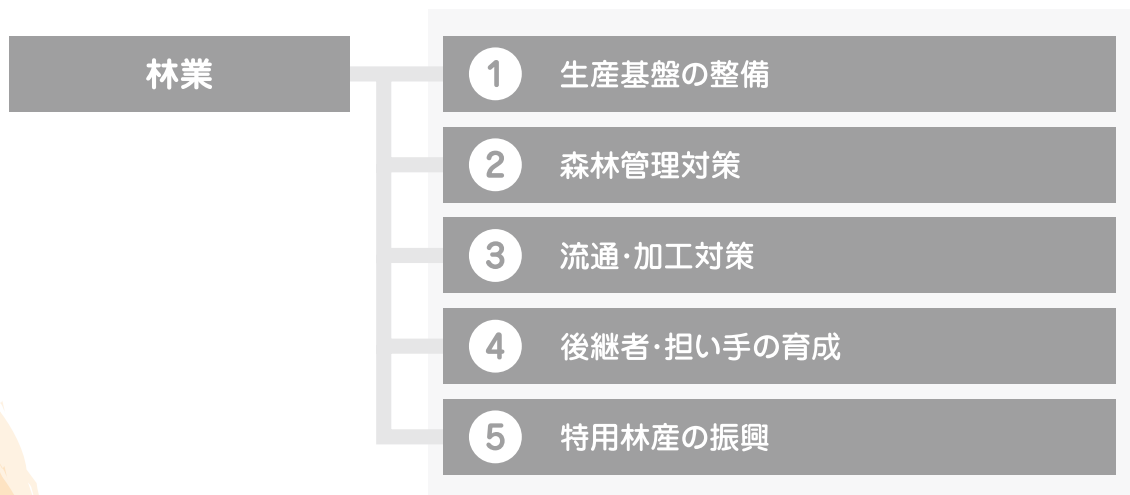 林業
1 生産基盤の整備
2 森林管理対策
3 流通・加工対策
4 後継者・担い手の育成
5 特用林産の振興